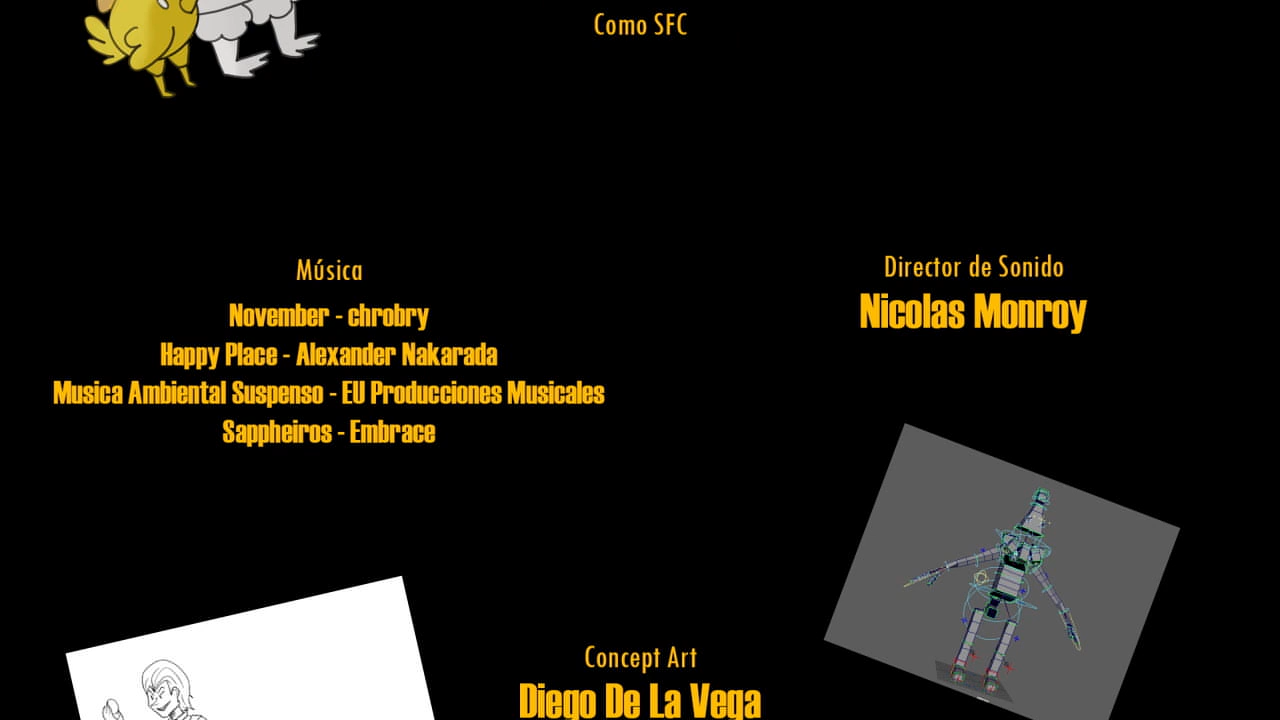 Como SFC
Música
November - chrobry
Happy Place - Alexander Nakarada
Musica Ambiental Suspenso - EU Producciones Musicales
Sappheiros - Embrace
Director de Sonido
Nicolas Monroy
Concept Art
Diego De La Vega